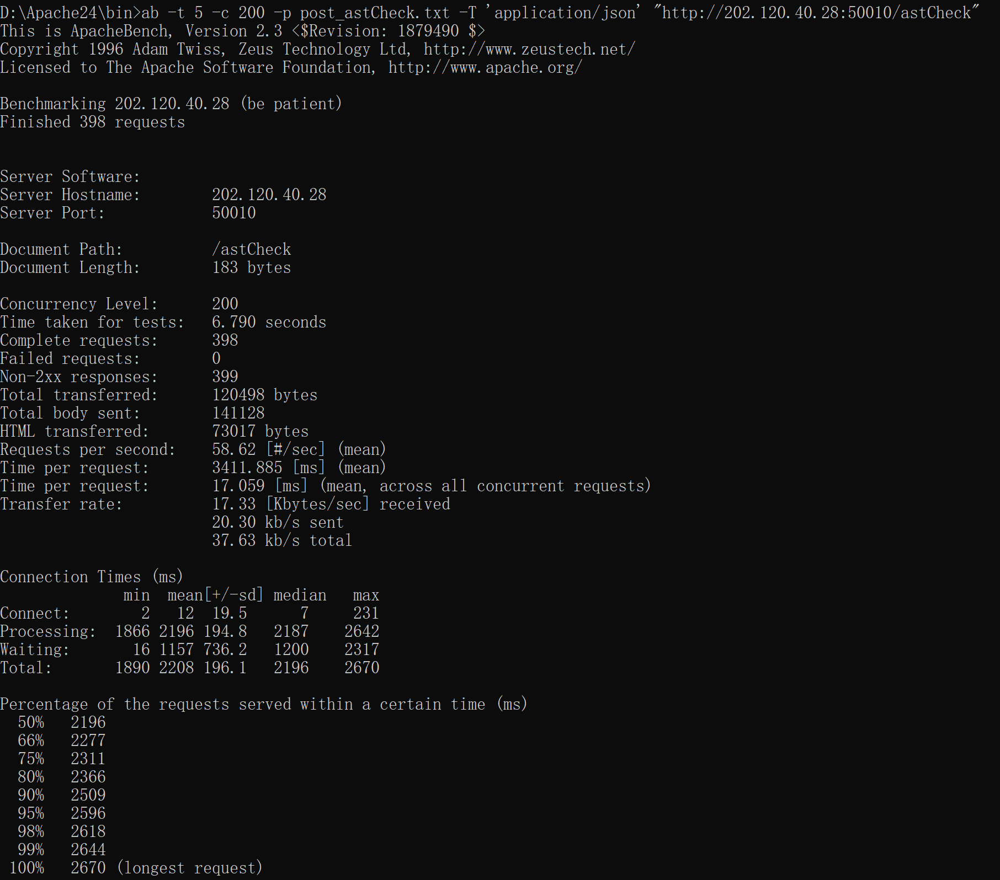 D:\Apache24\bin>ab -t 5 -c 200 -p post_astCheck.txt -T 'application/json' "http://202.120.40.28:50010/astCheck"
This is ApacheBench, Version 2.3 <$Revision: 1879490 $>
Copyright 1996 Adam Twiss, Zeus Technology Ltd, http://www.zeustech.net/
Licensed to The Apache Software Foundation, http://www.apache.org/

Benchmarking 202.120.40.28 (be patient)
Finished 398 requests


Server Software:
Server Hostname:        202.120.40.28
Server Port:            50010

Document Path:          /astCheck
Document Length:        183 bytes

Concurrency Level:      200
Time taken for tests:   6.790 seconds
Complete requests:      398
Failed requests:        0
Non-2xx responses:      399
Total transferred:      120498 bytes
Total body sent:        141128
HTML transferred:       73017 bytes
Requests per second:    58.62 [#/sec] (mean)
Time per request:       3411.885 [ms] (mean)
Time per request:       17.059 [ms] (mean, across all concurrent requests)
Transfer rate:          17.33 [Kbytes/sec] received
                        20.30 kb/s sent
                        37.63 kb/s total

Connection Times (ms)
              min  mean[+/-sd] median   max
Connect:        2   12  19.5      7     231
Processing:  1866 2196 194.8   2187    2642
Waiting:       16 1157 736.2   1200    2317
Total:       1890 2208 196.1   2196    2670

Percentage of the requests served within a certain time (ms)
  50%   2196
  66%   2277
  75%   2311
  80%   2366
  90%   2509
  95%   2596
  98%   2618
  99%   2644
 100%   2670 (longest request)